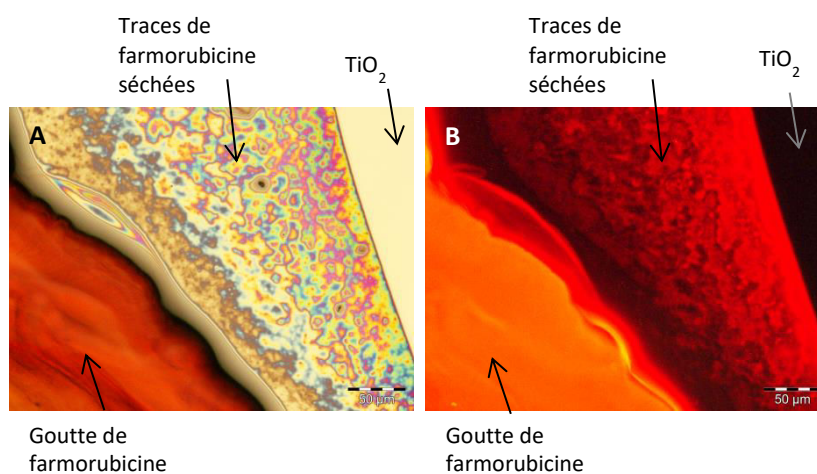 Traces de
farmorubicine
séchées
TiO2
Traces de
farmorubicine
séchées
TiO2
A
B
50 µm
50 µm
Goutte de
farmorubicine
Goutte de
farmorubicine